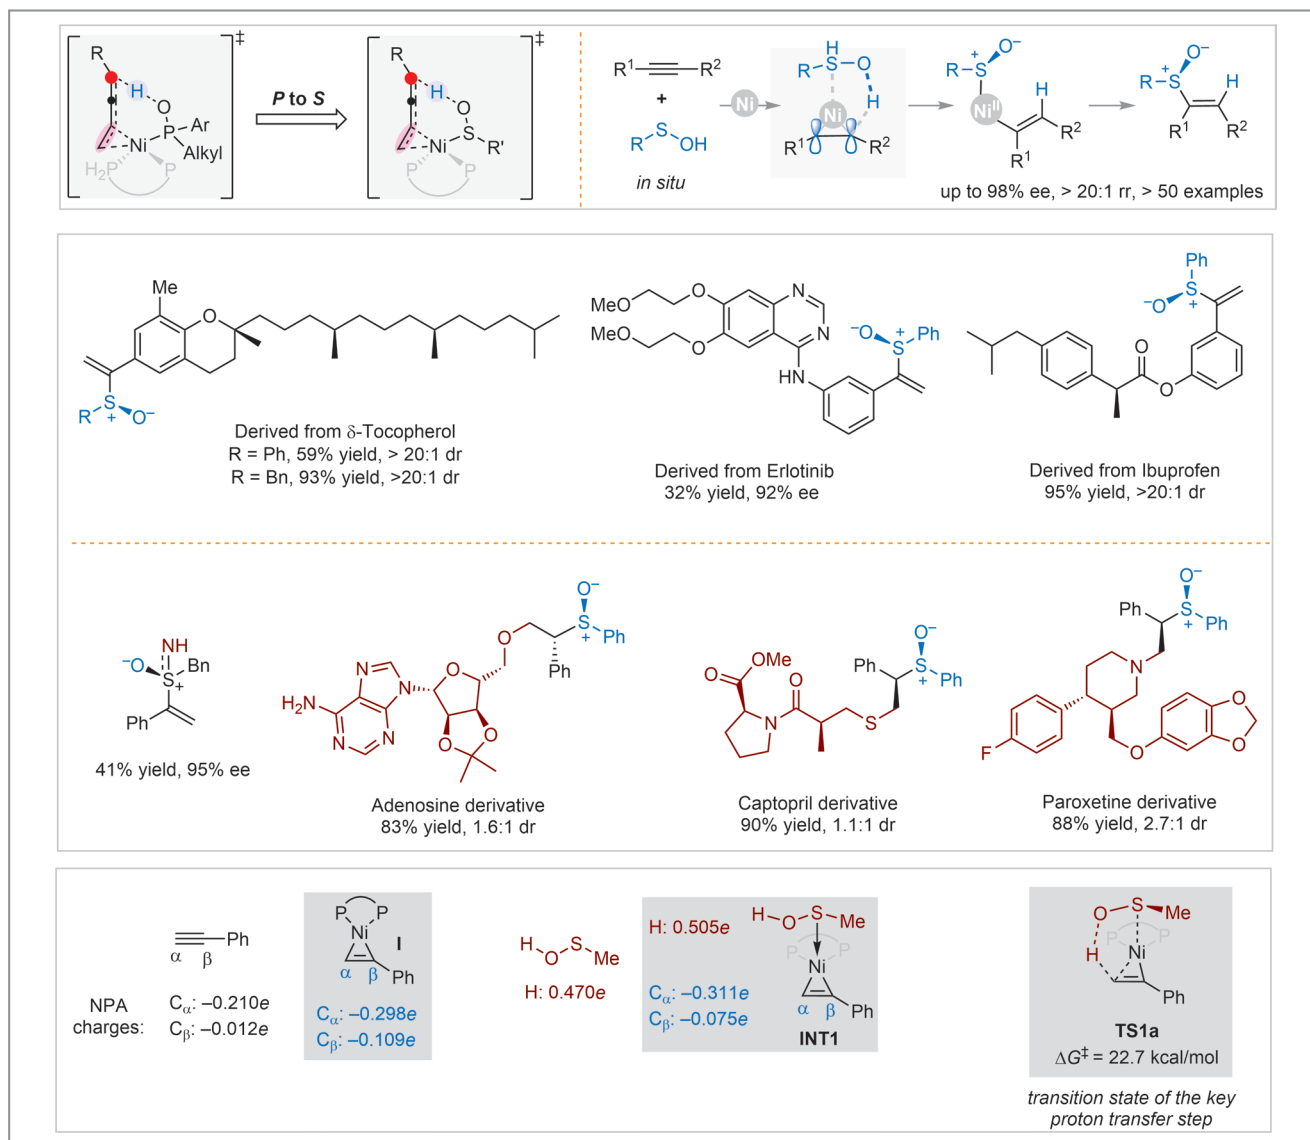 R
‡
H
O
Ar
Ni
P
Alkyl
H₂P
P
P to S
R
‡
H
O
S
Ni
R'
P
P
R¹
R²
+
R
S
OH
in situ
Ni
H
R
S
O
H
Ni
R¹
R²
O⁻
+
R
S
Niᴵᴵ
H
R²
R¹
O⁻
+
R
S
H
R¹
R²
up to 98% ee, > 20:1 rr, > 50 examples
Me
O
S
R
+
O⁻
Derived from δ-Tocopherol
R = Ph, 59% yield, > 20:1 dr
R = Bn, 93% yield, >20:1 dr
MeO
O
N
MeO
O
N
HN
⁻O
+
Ph
S
Derived from Erlotinib
32% yield, 92% ee
Ph
S
⁻O
+
O
O
Derived from Ibuprofen
95% yield, >20:1 dr
NH
⁻O
Bn
S
+
Ph
41% yield, 95% ee
O⁻
S
+
Ph
O
Ph
N
N
O
H₂N
N
N
N
O
O
Adenosine derivative
83% yield, 1.6:1 dr
O⁻
Ph
S
+
Ph
OMe
O
O
N
S
Captopril derivative
90% yield, 1.1:1 dr
O⁻
Ph
+
S
Ph
N
F
O
O
O
Paroxetine derivative
88% yield, 2.7:1 dr
NPA
charges:
Ph
α
β
Cα: –0.210e
Cβ: –0.012e
P
P
Ni
I
α
β
Ph
Cα: –0.298e
Cβ: –0.109e
H
O
S
Me
H: 0.470e
H: 0.505e
H
O
S
Me
P
P
Ni
Cα: –0.311e
Cβ: –0.075e
α
β
Ph
INT1
O
S
Me
P
P
H
Ni
Ph
TS1a
ΔG‡ = 22.7 kcal/mol
transition state of the key
proton transfer step